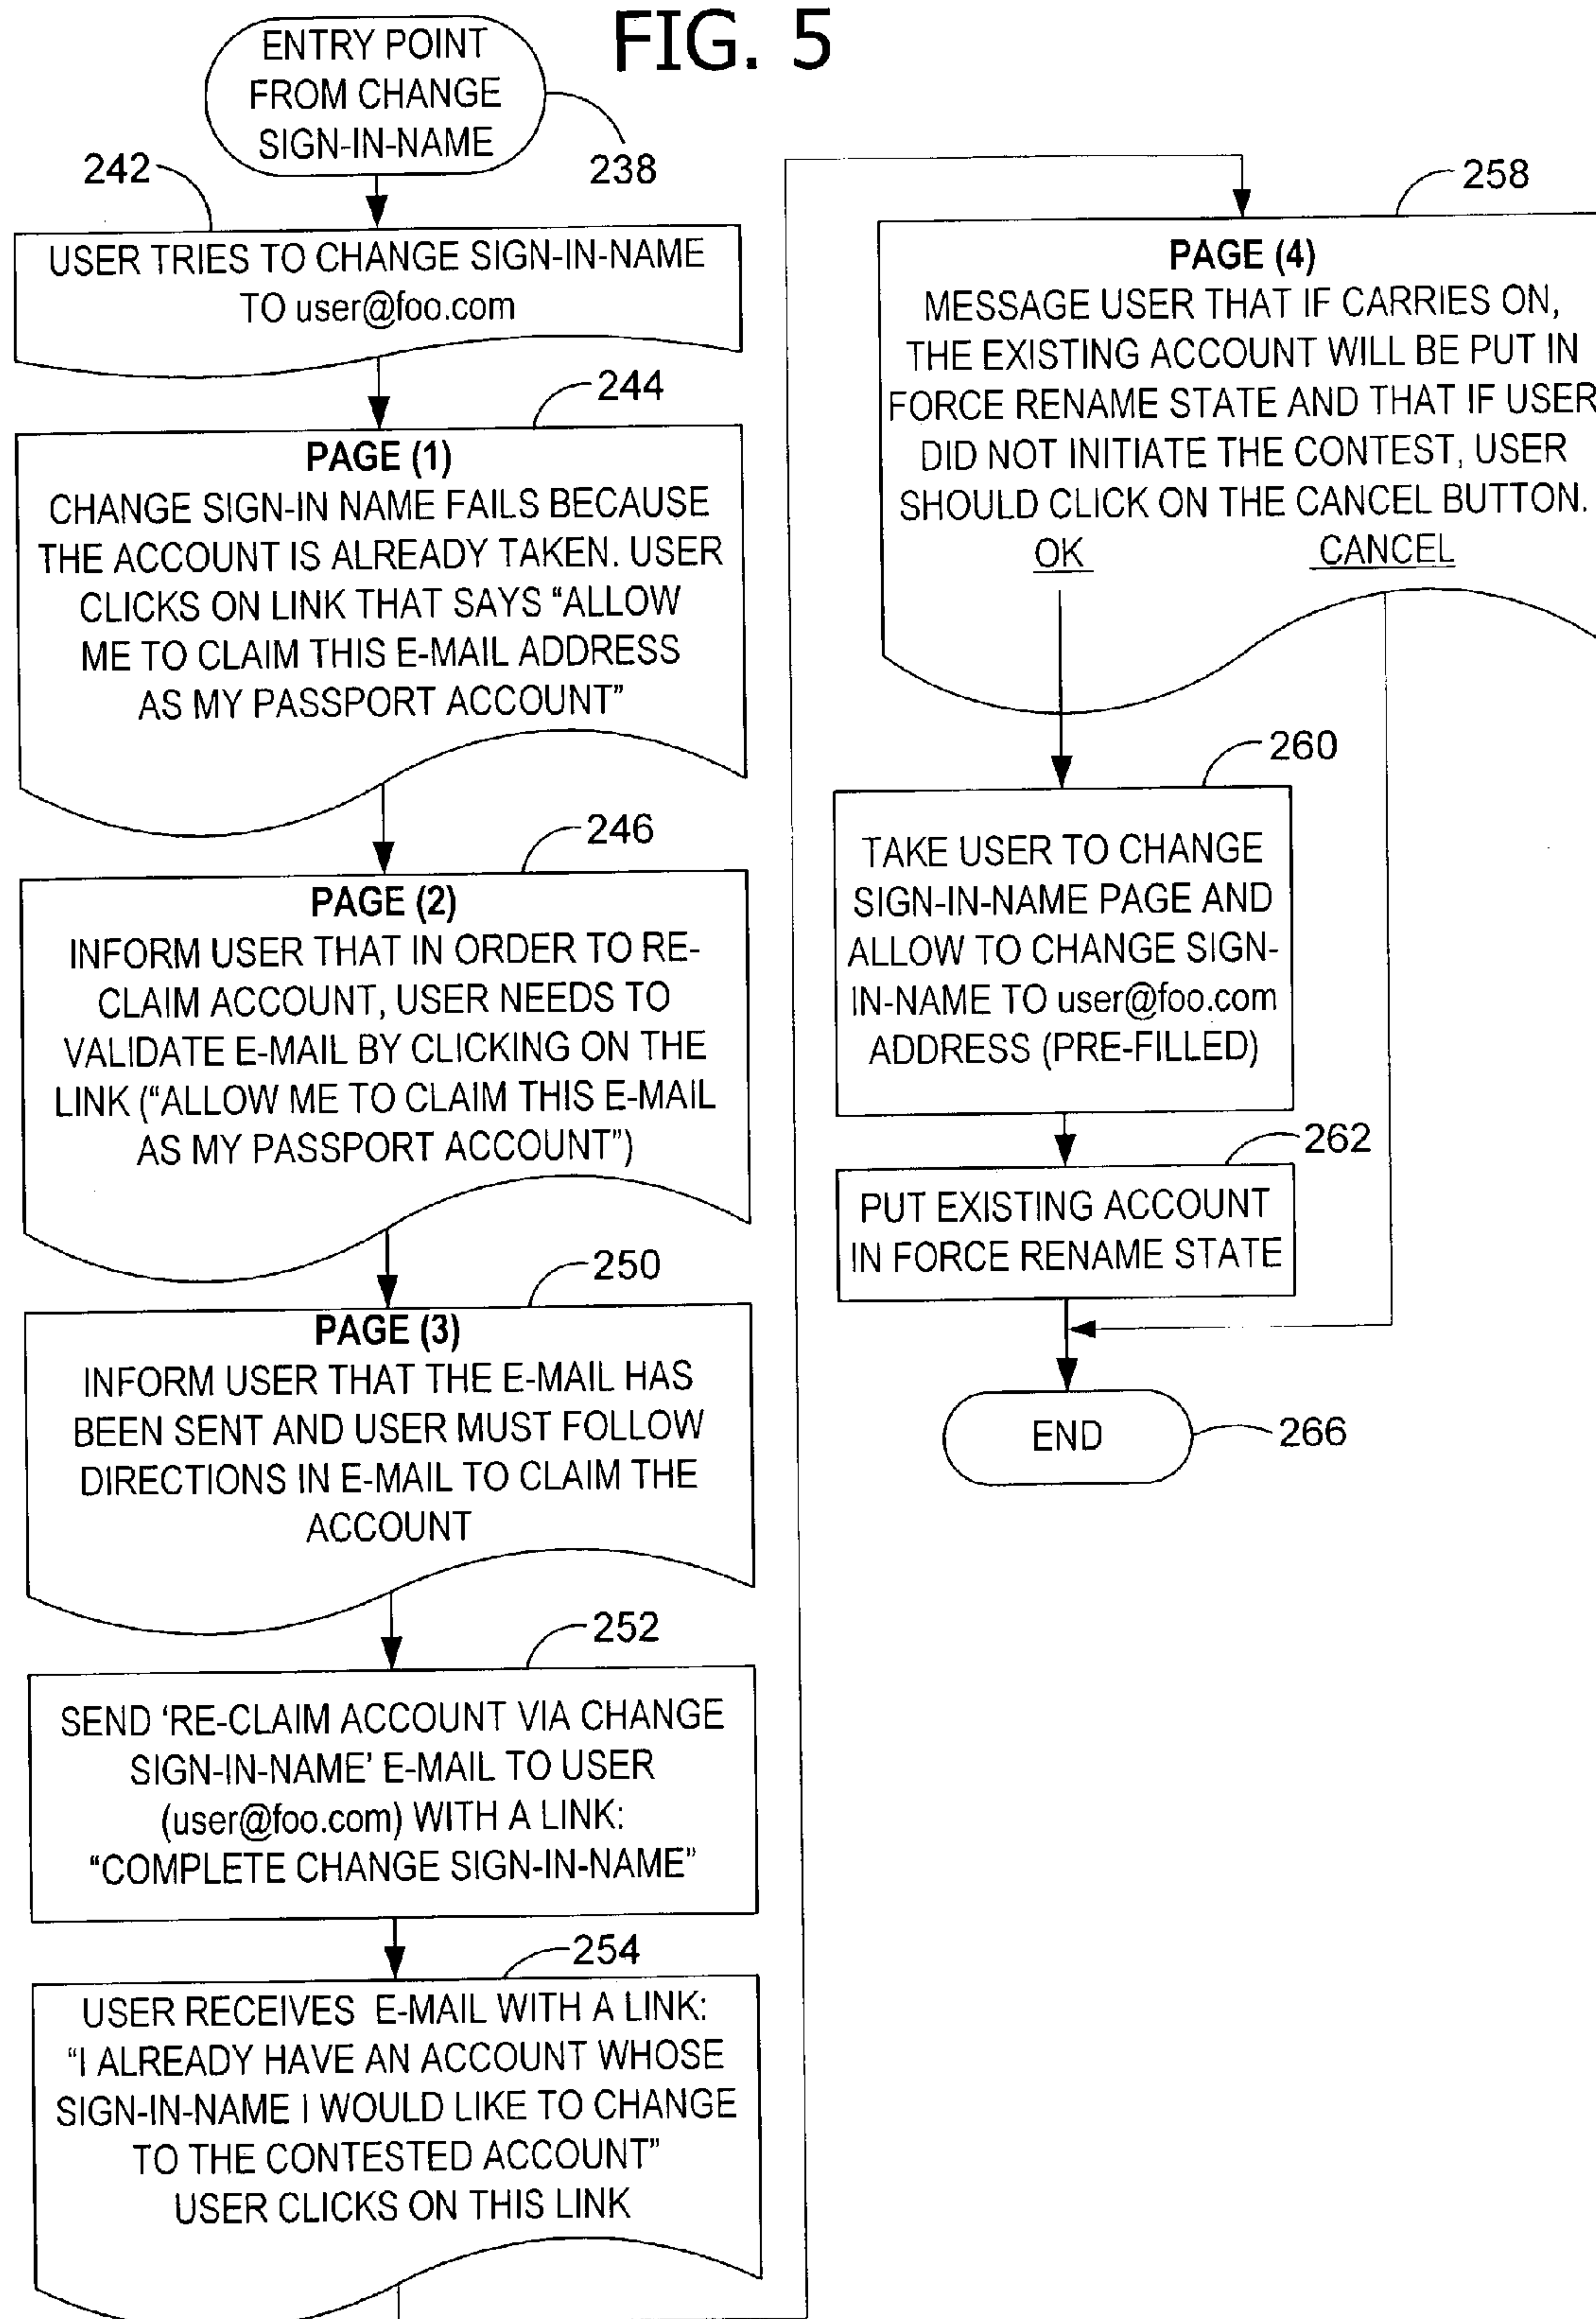 FIG. 5
ENTRY POINT
FROM CHANGE
SIGN-IN-NAME
238
242
USER TRIES TO CHANGE SIGN-IN-NAME
TO user@foo.com
244
PAGE (1)
CHANGE SIGN-IN NAME FAILS BECAUSE
THE ACCOUNT IS ALREADY TAKEN. USER
CLICKS ON LINK THAT SAYS “ALLOW
ME TO CLAIM THIS E-MAIL ADDRESS
AS MY PASSPORT ACCOUNT”
246
PAGE (2)
INFORM USER THAT IN ORDER TO RE-
CLAIM ACCOUNT, USER NEEDS TO
VALIDATE E-MAIL BY CLICKING ON THE
LINK (“ALLOW ME TO CLAIM THIS E-MAIL
AS MY PASSPORT ACCOUNT”)
250
PAGE (3)
INFORM USER THAT THE E-MAIL HAS
BEEN SENT AND USER MUST FOLLOW
DIRECTIONS IN E-MAIL TO CLAIM THE
ACCOUNT
252
SEND ‘RE-CLAIM ACCOUNT VIA CHANGE
SIGN-IN-NAME’ E-MAIL TO USER
(user@foo.com) WITH A LINK:
“COMPLETE CHANGE SIGN-IN-NAME”
254
USER RECEIVES E-MAIL WITH A LINK:
“I ALREADY HAVE AN ACCOUNT WHOSE
SIGN-IN-NAME I WOULD LIKE TO CHANGE
TO THE CONTESTED ACCOUNT”
USER CLICKS ON THIS LINK
258
PAGE (4)
MESSAGE USER THAT IF CARRIES ON,
THE EXISTING ACCOUNT WILL BE PUT IN
FORCE RENAME STATE AND THAT IF USER
DID NOT INITIATE THE CONTEST, USER
SHOULD CLICK ON THE CANCEL BUTTON.
OK CANCEL
260
TAKE USER TO CHANGE
SIGN-IN-NAME PAGE AND
ALLOW TO CHANGE SIGN-
IN-NAME TO user@foo.com
ADDRESS (PRE-FILLED)
262
PUT EXISTING ACCOUNT
IN FORCE RENAME STATE
END
266